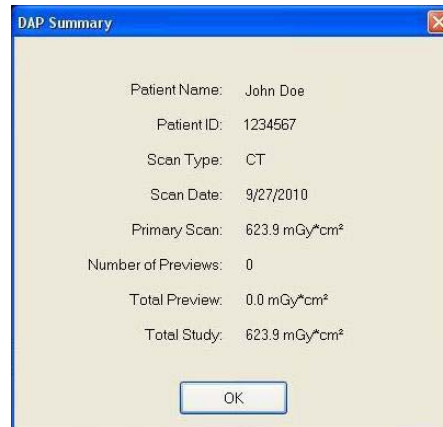 DAP Summary
Patient Name: John Doe
Patient ID: 1234567
Scan Type: CT
Scan Date: 9/27/2010
Primary Scan: 623.9 mGy*cm²
Number of Previews: 0
Total Preview: 0.0 mGy*cm²
Total Study: 623.9 mGy*cm²
OK